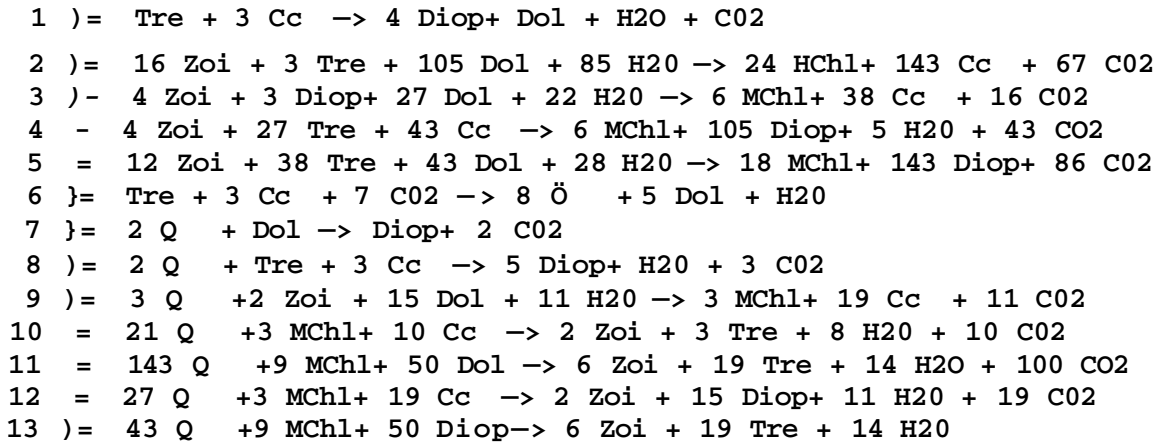 1 )= Tre + 3 Cc —> 4 Diop+ Dol + H2O + C02
2 )= 16 Zoi + 3 Tre + 105 Dol + 85 H20 —> 24 HChl+ 143 Cc + 67 C02
3 )- 4 Zoi + 3 Diop+ 27 Dol + 22 H20 —> 6 MChl+ 38 Cc + 16 C02
4 - 4 Zoi + 27 Tre + 43 Cc —> 6 MChl+ 105 Diop+ 5 H20 + 43 CO2
5 = 12 Zoi + 38 Tre + 43 Dol + 28 H20 —> 18 MChl+ 143 Diop+ 86 C02
6 }= Tre + 3 Cc + 7 C02 —> 8 Ö + 5 Dol + H20
7 }= 2 Q + Dol —> Diop+ 2 C02
8 )= 2 Q + Tre + 3 Cc —> 5 Diop+ H20 + 3 C02
9 )= 3 Q +2 Zoi + 15 Dol + 11 H20 —> 3 MChl+ 19 Cc + 11 C02
10 = 21 Q +3 MChl+ 10 Cc —> 2 Zoi + 3 Tre + 8 H20 + 10 C02
11 = 143 Q +9 MChl+ 50 Dol —> 6 Zoi + 19 Tre + 14 H2O + 100 CO2
12 = 27 Q +3 MChl+ 19 Cc —> 2 Zoi + 15 Diop+ 11 H20 + 19 C02
13 )= 43 Q +9 MChl+ 50 Diop—> 6 Zoi + 19 Tre + 14 H20